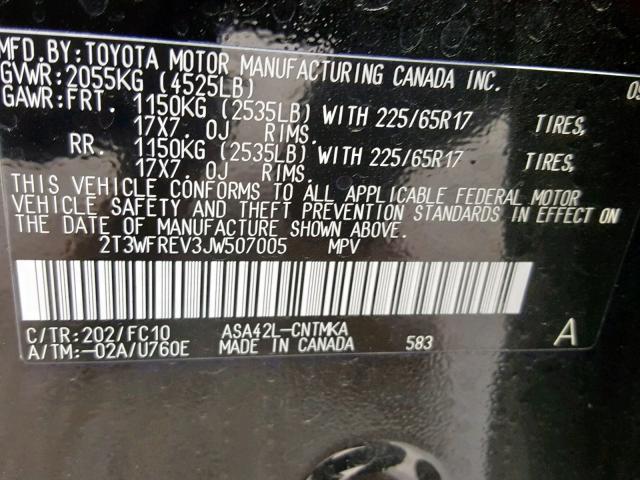 MFD.BY:TOYOTA MOTOR MANUFACTURING CANADA INC.
GVWR:2055KG (4525LB)
GAWR:FRT. 1150KG (2535LB) WITH 225/65R17 TIRES,
17X7.0J RIMS.
RR. 1150KG (2535LB) WITH 225/65R17 TIRES,
17X7.0J RIMS.
THIS VEHICLE CONFORMS TO ALL APPLICABLE FEDERAL MOTOR
VEHICLE SAFETY AND THEFT PREVENTION STANDARDS IN EFFECT ON
THE DATE OF MANUFACTURE SHOWN ABOVE.
2T3WFREV3JW507005 MPV
C/TR:202/FC10 ASA42L-CNTMKA
A/TM:-02A/U760E MADE IN CANADA 583 A